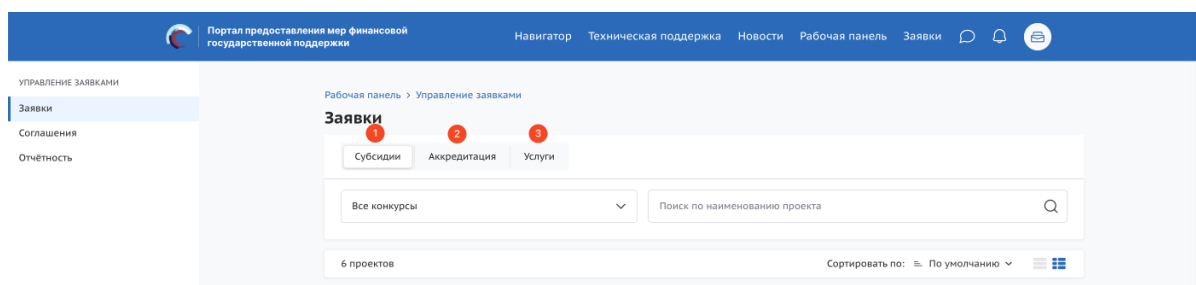 Портал предоставления мер финансовой
государственной поддержки
Навигатор Техническая поддержка Новости Рабочая панель Заявки
УПРАВЛЕНИЕ ЗАЯВКАМИ
Заявки
Соглашения
Отчётность
Рабочая панель > Управление заявками
Заявки
1 2 3
Субсидии Аккредитация Услуги
Все конкурсы Поиск по наименованию проекта
6 проектов Сортировать по: По умолчанию